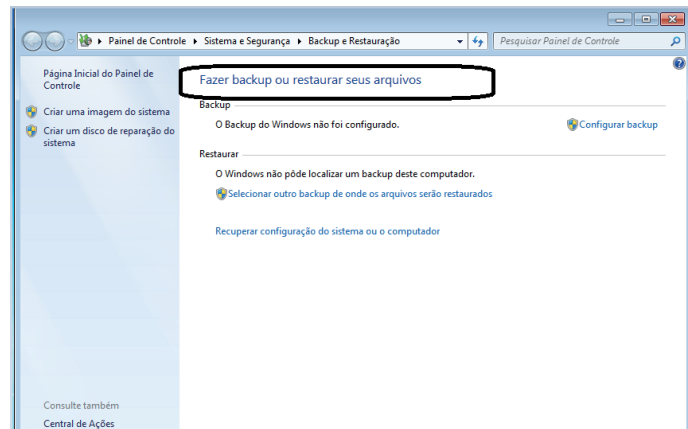 Painel de Controle ▸ Sistema e Segurança ▸ Backup e Restauração
Pesquisar Painel de Controle
Página Inicial do Painel de
Controle
Criar uma imagem do sistema
Criar um disco de reparação do
sistema
Fazer backup ou restaurar seus arquivos
Backup
O Backup do Windows não foi configurado.
Configurar backup
Restaurar
O Windows não pôde localizar um backup deste computador.
Selecionar outro backup de onde os arquivos serão restaurados
Recuperar configuração do sistema ou o computador
Consulte também
Central de Ações